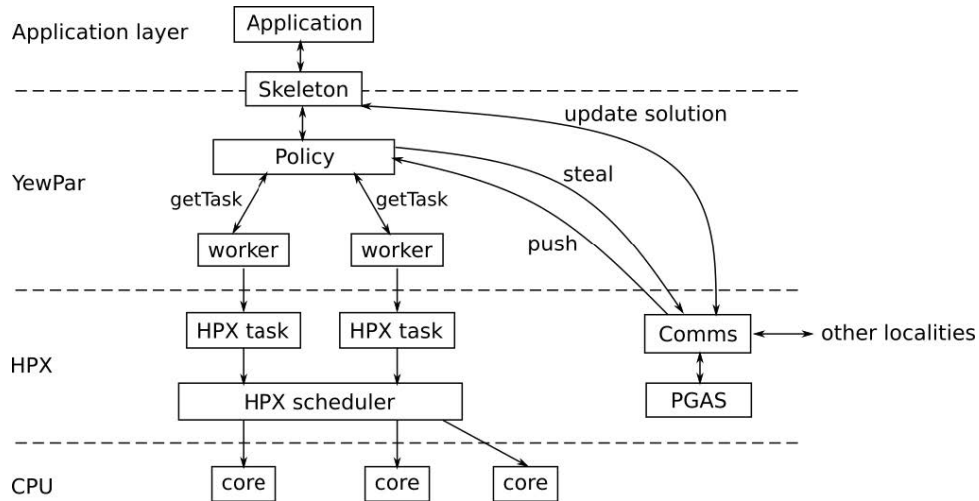 Application layer
Application
Skeleton
update solution
Policy
steal
YewPar
getTask
getTask
push
worker
worker
HPX task
HPX task
Comms
other localities
HPX
HPX scheduler
PGAS
CPU
core
core
core